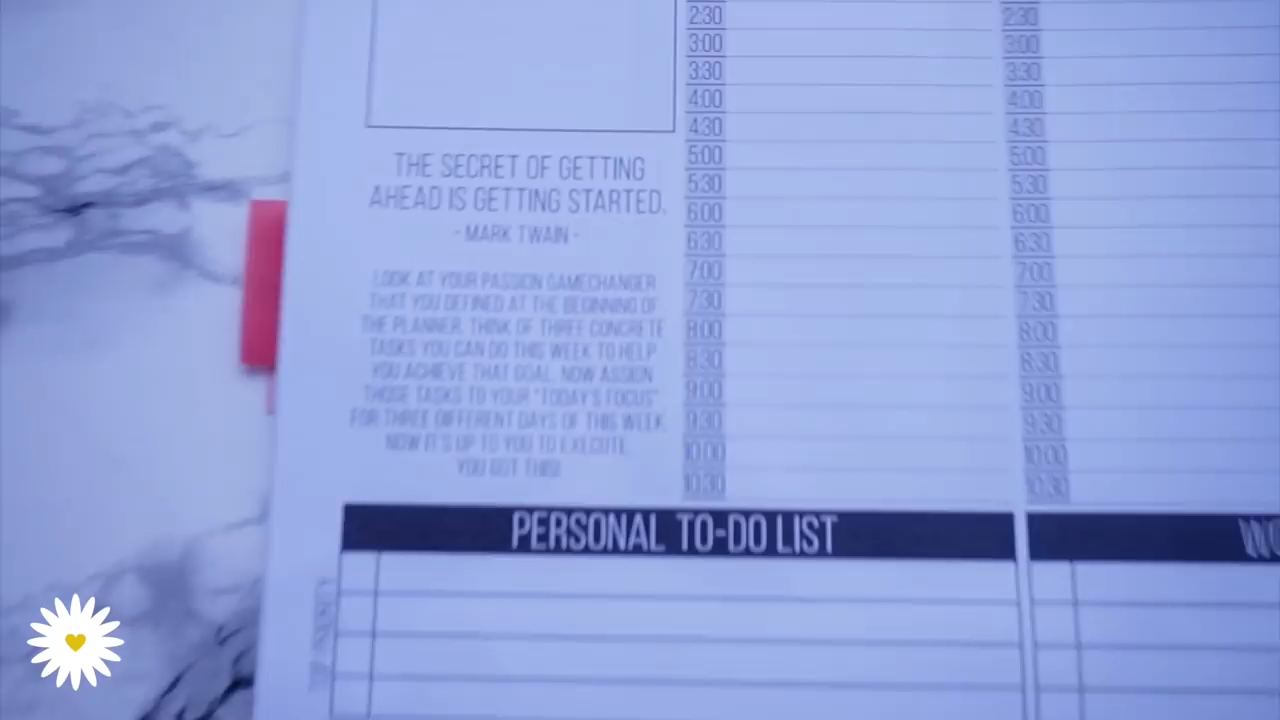 THE SECRET OF GETTING
AHEAD IS GETTING STARTED.
- MARK TWAIN -
LOOK AT YOUR PASSION GAMECHANGER
THAT YOU DEFINED AT THE BEGINNING OF
THE PLANNER. THINK OF THREE CONCRETE
TASKS YOU CAN DO THIS WEEK TO HELP
YOU ACHIEVE THAT GOAL. NOW ASSIGN
THOSE TASKS TO YOUR "TODAY'S FOCUS"
FOR THREE DIFFERENT DAYS OF THIS WEEK.
NOW IT'S UP TO YOU TO EXECUTE.
YOU GOT THIS!
2:30
3:00
3:30
4:00
4:30
5:00
5:30
6:00
6:30
7:00
7:30
8:00
8:30
9:00
9:30
10:00
10:30
2:30
3:00
3:30
4:00
4:30
5:00
5:30
6:00
6:30
7:00
7:30
8:00
8:30
9:00
9:30
10:00
10:30
PERSONAL TO-DO LIST
WO